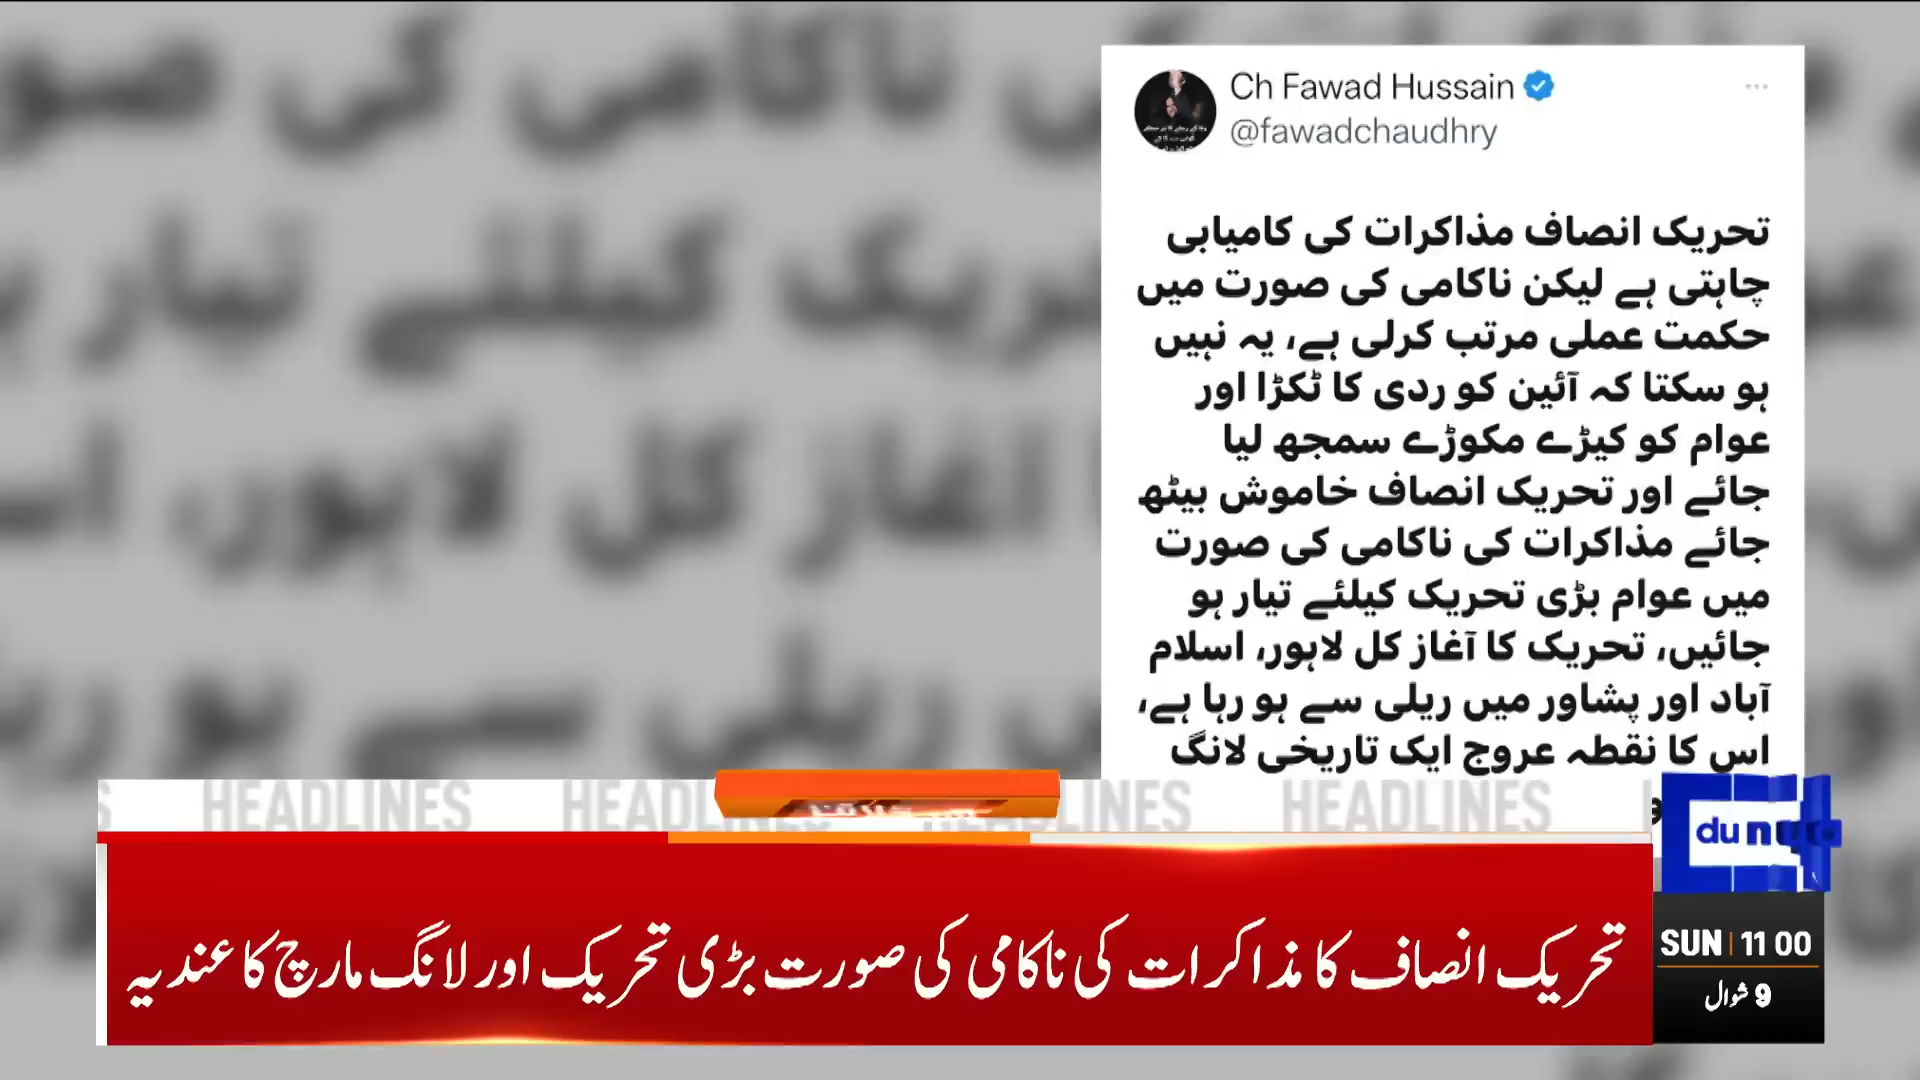 Ch Fawad Hussain
@fawadchaudhry
تحریک انصاف مذاکرات کی کامیابی
چاہتی ہے لیکن ناکامی کی صورت میں
حکمت عملی مرتب کرلی ہے، یہ نہیں
ہو سکتا کہ آئین کو ردی کا ٹکڑا اور
عوام کو کیڑے مکوڑے سمجھ لیا
جائے اور تحریک انصاف خاموش بیٹھ
جائے مذاکرات کی ناکامی کی صورت
میں عوام بڑی تحریک کیلئے تیار ہو
جائیں، تحریک کا آغاز کل لاہور، اسلام
آباد اور پشاور میں ریلی سے ہو رہا ہے،
اس کا نقطہ عروج ایک تاریخی لانگ
HEADLINES HEADLINES HEADLINES
تحریک انصاف کا مذاکرات کی ناکامی کی صورت بڑی تحریک اور لانگ مارچ کا عندیہ
SUN 11 00
9 شوال